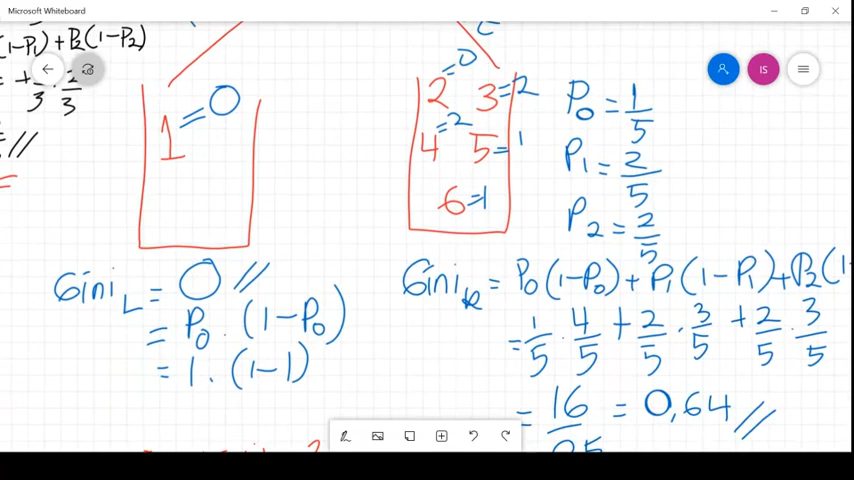 Microsoft Whiteboard
(1-P1)+P2(1-P2)
3 3
IS
1=0
2=0 3=2
4=2 5=1
6=1
P0=1/5
P1=2/5
P2=2/5
GiniL=0//
=P0.(1-P0)
=1.(1-1)
GiniR=P0(1-P0)+P1(1-P1)+P2(1-
=1/5.4/5+2/5.3/5+2/5.3/5
=16/25=0,64//